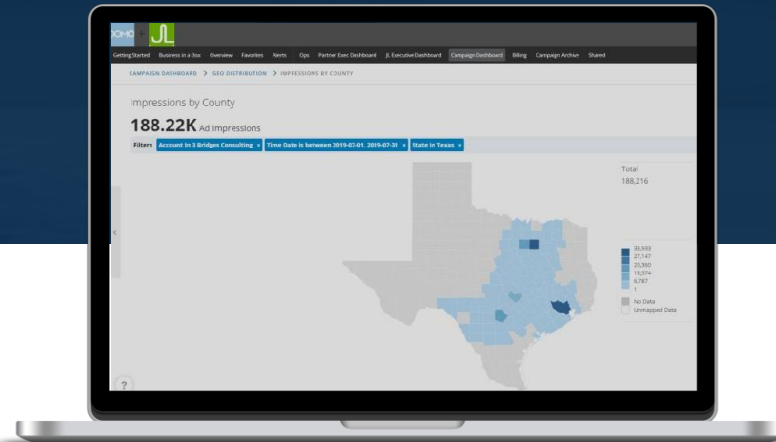 DOMO + JL
Getting Started Business in a Box Overview Favorites Alerts Ops Partner Exec Dashboard JL Executive Dashboard Campaign Dashboard Billing Campaign Archive Shared
CAMPAIGN DASHBOARD > GEO DISTRIBUTION > IMPRESSIONS BY COUNTY
Impressions by County
188.22K Ad Impressions
Filters Account in 3 Bridges Consulting × Time Date is between 2019-07-01, 2019-07-31 × State in Texas ×
Total
188,216
<
33,933
27,147
20,360
13,574
6,787
1
No Data
Unmapped Data
?